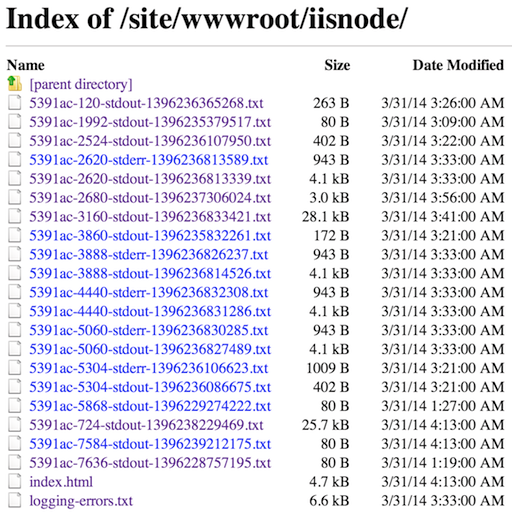 Index of /site/wwwroot/iisnode/
Name Size Date Modified
[parent directory]
5391ac-120-stdout-1396236365268.txt 263 B 3/31/14 3:26:00 AM
5391ac-1992-stdout-1396235379517.txt 80 B 3/31/14 3:09:00 AM
5391ac-2524-stdout-1396236107950.txt 402 B 3/31/14 3:22:00 AM
5391ac-2620-stderr-1396236813589.txt 943 B 3/31/14 3:33:00 AM
5391ac-2620-stdout-1396236813339.txt 4.1 kB 3/31/14 3:33:00 AM
5391ac-2680-stdout-1396237306024.txt 3.0 kB 3/31/14 3:56:00 AM
5391ac-3160-stdout-1396236833421.txt 28.1 kB 3/31/14 3:41:00 AM
5391ac-3860-stdout-1396235832261.txt 172 B 3/31/14 3:21:00 AM
5391ac-3888-stderr-1396236826237.txt 943 B 3/31/14 3:33:00 AM
5391ac-3888-stdout-1396236814526.txt 4.1 kB 3/31/14 3:33:00 AM
5391ac-4440-stderr-1396236832308.txt 943 B 3/31/14 3:33:00 AM
5391ac-4440-stdout-1396236831286.txt 4.1 kB 3/31/14 3:33:00 AM
5391ac-5060-stderr-1396236830285.txt 943 B 3/31/14 3:33:00 AM
5391ac-5060-stdout-1396236827489.txt 4.1 kB 3/31/14 3:33:00 AM
5391ac-5304-stderr-1396236106623.txt 1009 B 3/31/14 3:21:00 AM
5391ac-5304-stdout-1396236086675.txt 402 B 3/31/14 3:21:00 AM
5391ac-5868-stdout-1396229274222.txt 80 B 3/31/14 1:27:00 AM
5391ac-724-stdout-1396238229469.txt 25.7 kB 3/31/14 4:13:00 AM
5391ac-7584-stdout-1396239212175.txt 80 B 3/31/14 4:13:00 AM
5391ac-7636-stdout-1396228757195.txt 80 B 3/31/14 1:19:00 AM
index.html 4.7 kB 3/31/14 4:13:00 AM
logging-errors.txt 6.6 kB 3/31/14 3:33:00 AM